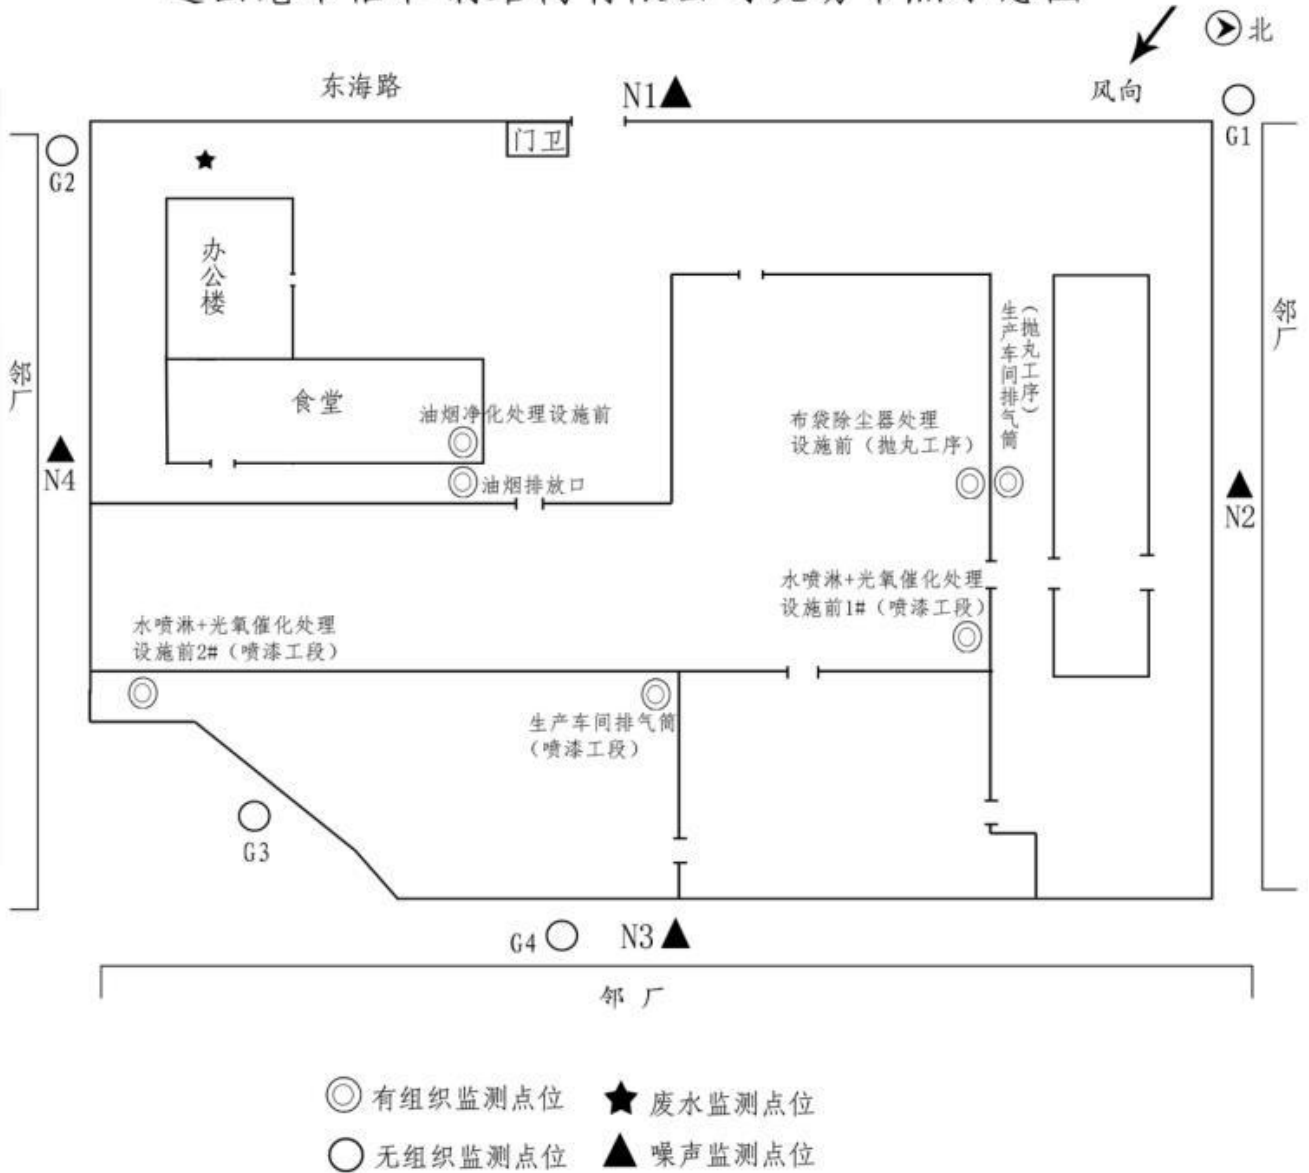 北
东海路
N1
风向
门卫
G1
G2
办公楼
邻厂
生产车间排气筒
（抛丸工序）
邻厂
食堂
油烟净化处理设施前
布袋除尘器处理
设施前（抛丸工序）
N4
油烟排放口
N2
水喷淋+光氧催化处理
设施前1#（喷漆工段）
水喷淋+光氧催化处理
设施前2#（喷漆工段）
生产车间排气筒
（喷漆工段）
G3
G4
N3
邻厂
有组织监测点位
废水监测点位
无组织监测点位
噪声监测点位